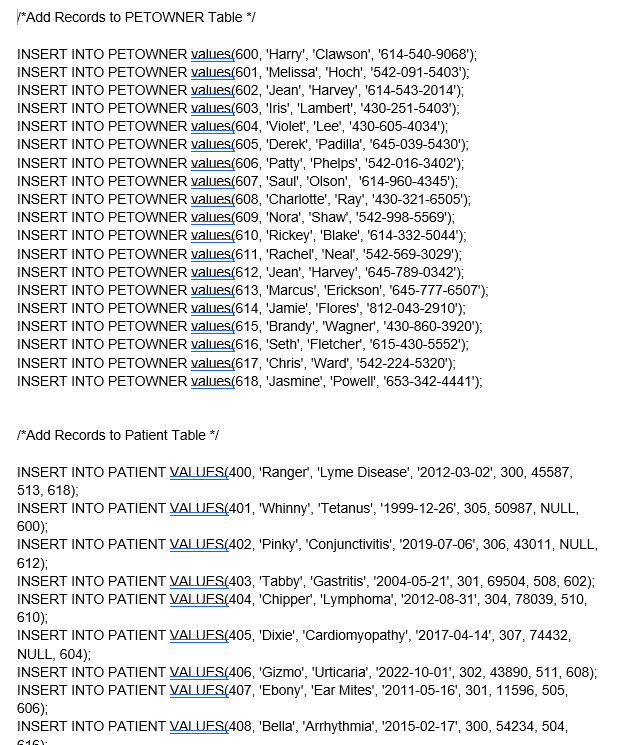 /*Add Records to PETOWNER Table */
INSERT INTO PETOWNER values(600, 'Harry', 'Clawson', '614-540-9068');
INSERT INTO PETOWNER values(601, 'Melissa', 'Hoch', '542-091-5403');
INSERT INTO PETOWNER values(602, 'Jean', 'Harvey', '614-543-2014');
INSERT INTO PETOWNER values(603, 'Iris', 'Lambert', '430-251-5403');
INSERT INTO PETOWNER values(604, 'Violet', 'Lee', '430-605-4034');
INSERT INTO PETOWNER values(605, 'Derek', 'Padilla', '645-039-5430');
INSERT INTO PETOWNER values(606, 'Patty', 'Phelps', '542-016-3402');
INSERT INTO PETOWNER values(607, 'Saul', 'Olson',  '614-960-4345');
INSERT INTO PETOWNER values(608, 'Charlotte', 'Ray', '430-321-6505');
INSERT INTO PETOWNER values(609, 'Nora', 'Shaw', '542-998-5569');
INSERT INTO PETOWNER values(610, 'Rickey', 'Blake', '614-332-5044');
INSERT INTO PETOWNER values(611, 'Rachel', 'Neal', '542-569-3029');
INSERT INTO PETOWNER values(612, 'Jean', 'Harvey', '645-789-0342');
INSERT INTO PETOWNER values(613, 'Marcus', 'Erickson', '645-777-6507');
INSERT INTO PETOWNER values(614, 'Jamie', 'Flores', '812-043-2910');
INSERT INTO PETOWNER values(615, 'Brandy', 'Wagner', '430-860-3920');
INSERT INTO PETOWNER values(616, 'Seth', 'Fletcher', '615-430-5552');
INSERT INTO PETOWNER values(617, 'Chris', 'Ward', '542-224-5320');
INSERT INTO PETOWNER values(618, 'Jasmine', 'Powell', '653-342-4441');
/*Add Records to Patient Table */
INSERT INTO PATIENT VALUES(400, 'Ranger', 'Lyme Disease', '2012-03-02', 300, 45587,
513, 618);
INSERT INTO PATIENT VALUES(401, 'Whinny', 'Tetanus', '1999-12-26', 305, 50987, NULL,
600);
INSERT INTO PATIENT VALUES(402, 'Pinky', 'Conjunctivitis', '2019-07-06', 306, 43011, NULL,
612);
INSERT INTO PATIENT VALUES(403, 'Tabby', 'Gastritis', '2004-05-21', 301, 69504, 508, 602);
INSERT INTO PATIENT VALUES(404, 'Chipper', 'Lymphoma', '2012-08-31', 304, 78039, 510,
610);
INSERT INTO PATIENT VALUES(405, 'Dixie', 'Cardiomyopathy', '2017-04-14', 307, 74432,
NULL, 604);
INSERT INTO PATIENT VALUES(406, 'Gizmo', 'Urticaria', '2022-10-01', 302, 43890, 511, 608);
INSERT INTO PATIENT VALUES(407, 'Ebony', 'Ear Mites', '2011-05-16', 301, 11596, 505,
606);
INSERT INTO PATIENT VALUES(408, 'Bella', 'Arrhythmia', '2015-02-17', 300, 54234, 504,